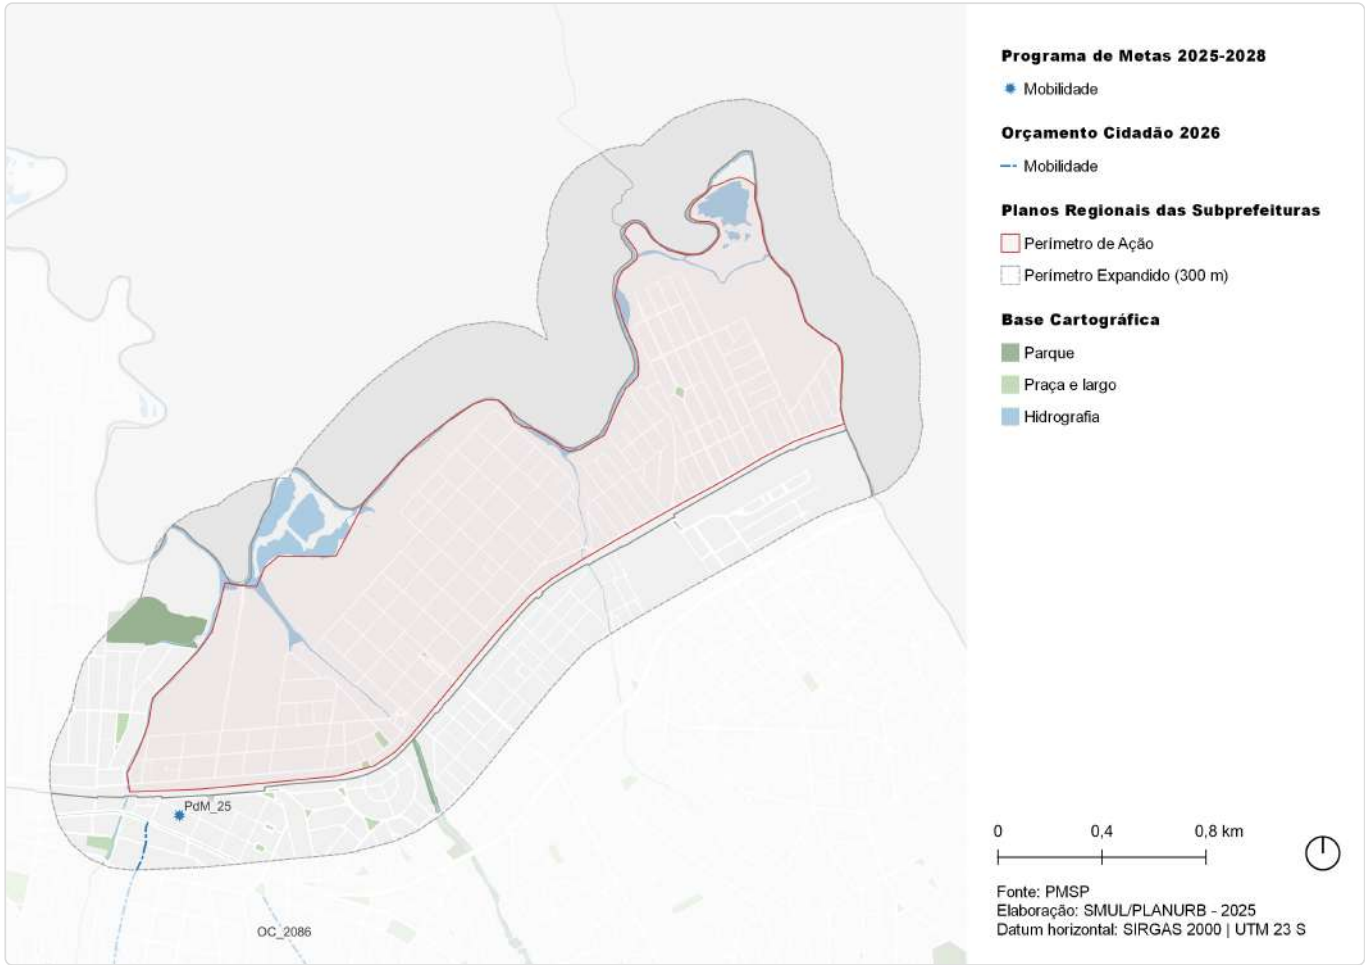 Programa de Metas 2025-2028
Mobilidade
Orçamento Cidadão 2026
Mobilidade
Planos Regionais das Subprefeituras
Perímetro de Ação
Perímetro Expandido (300 m)
Base Cartográfica
Parque
Praça e largo
Hidrografia
PdM_25
OC_2086
0 0,4 0,8 km
Fonte: PMSP
Elaboração: SMUL/PLANURB - 2025
Datum horizontal: SIRGAS 2000 | UTM 23 S